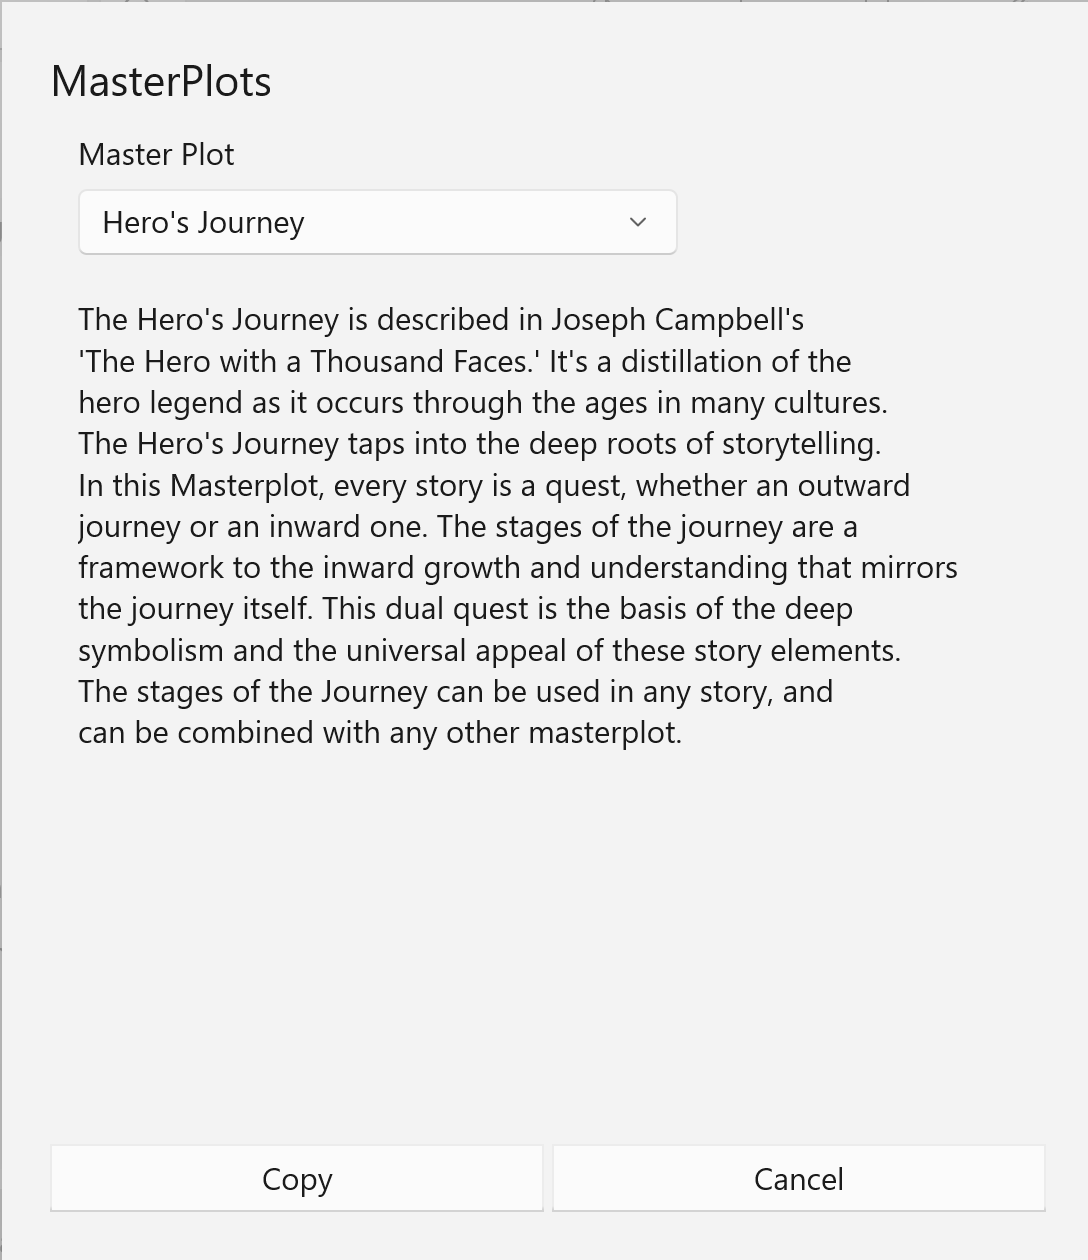 MasterPlots
Master Plot
Hero's Journey
The Hero's Journey is described in Joseph Campbell's
'The Hero with a Thousand Faces.' It's a distillation of the
hero legend as it occurs through the ages in many cultures.
The Hero's Journey taps into the deep roots of storytelling.
In this Masterplot, every story is a quest, whether an outward
journey or an inward one. The stages of the journey are a
framework to the inward growth and understanding that mirrors
the journey itself. This dual quest is the basis of the deep
symbolism and the universal appeal of these story elements.
The stages of the Journey can be used in any story, and
can be combined with any other masterplot.
Copy
Cancel